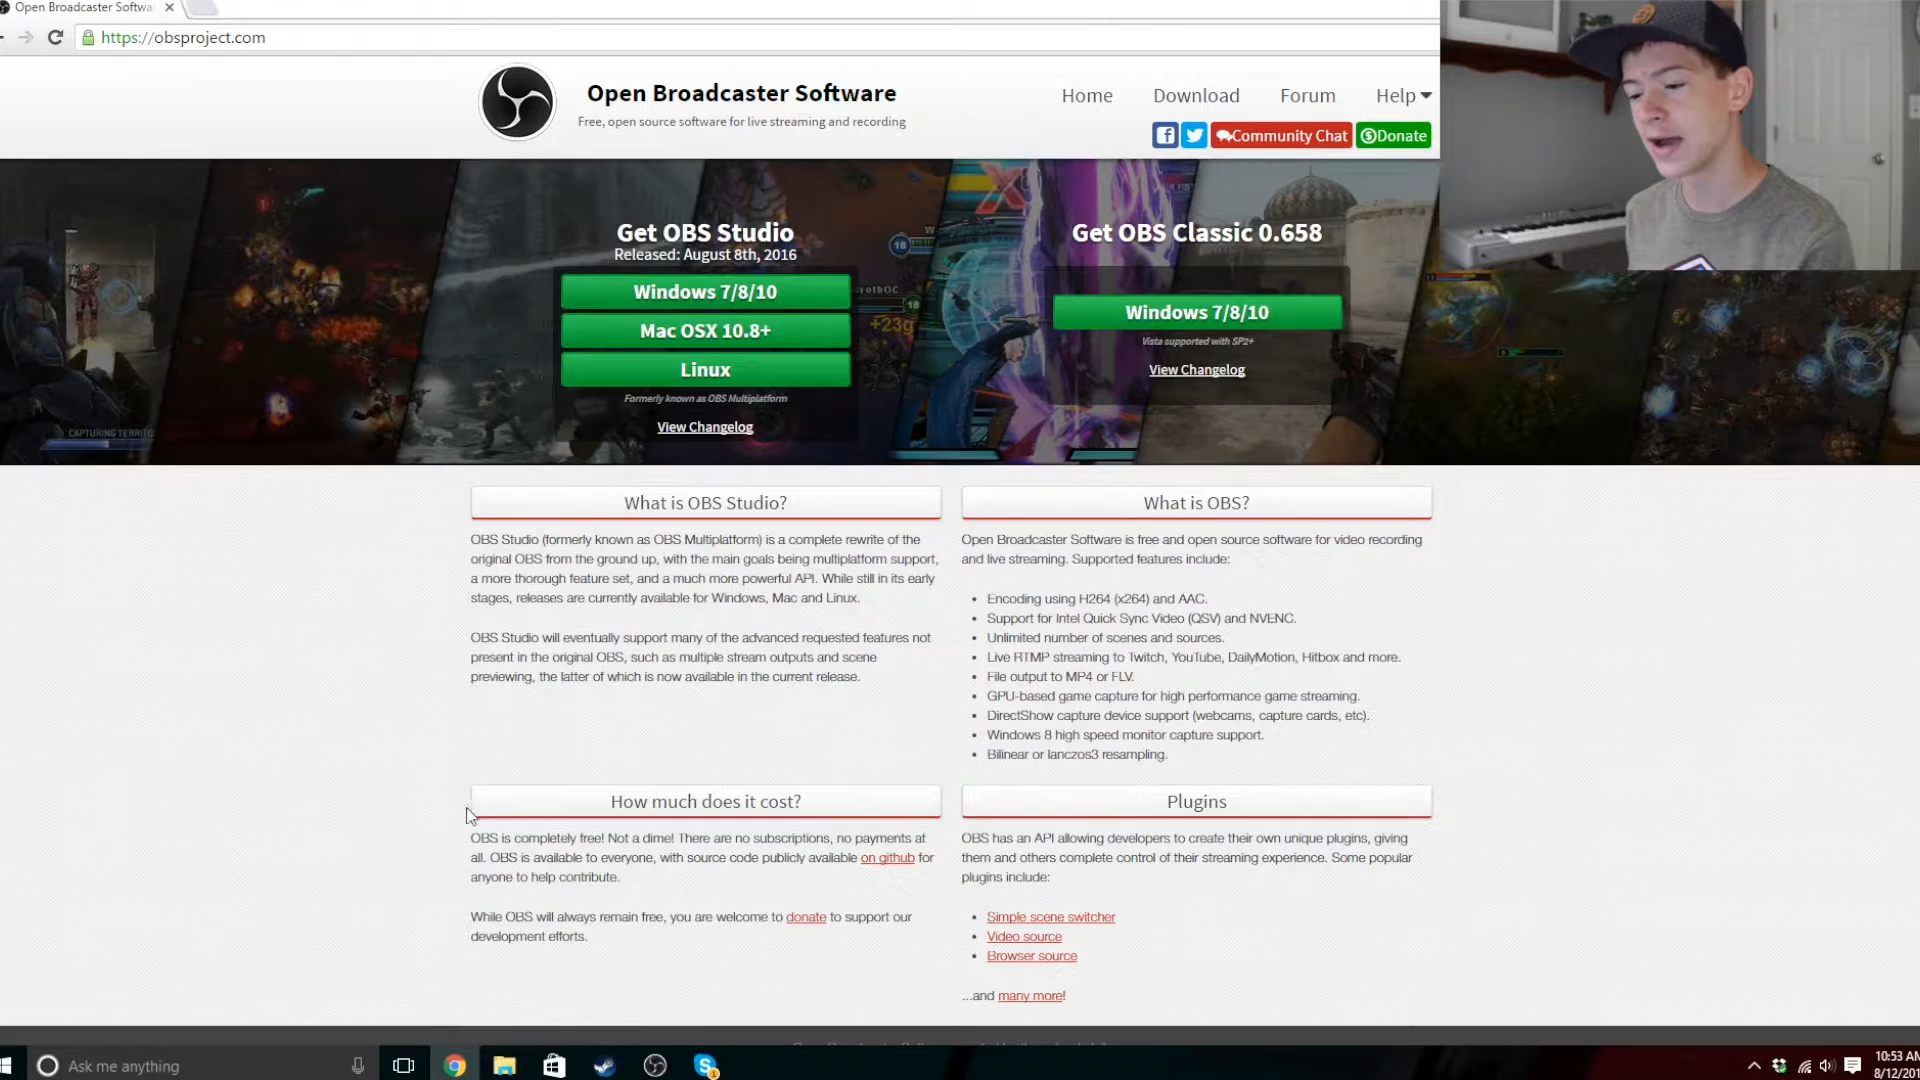 Open Broadcaster Softwa
https://obsproject.com
Open Broadcaster Software
Free, open source software for live streaming and recording
Home Download Forum Help
Community Chat Donate
Get OBS Studio
Released: August 8th, 2016
Windows 7/8/10
Mac OSX 10.8+
Linux
Formerly known as OBS Multiplatform
View Changelog
Get OBS Classic 0.658
Windows 7/8/10
Vista supported with SP2+
View Changelog
18
18
+23g
CAPTURING TERRITO
What is OBS Studio?
OBS Studio (formerly known as OBS Multiplatform) is a complete rewrite of the
original OBS from the ground up, with the main goals being multiplatform support,
a more thorough feature set, and a much more powerful API. While still in its early
stages, releases are currently available for Windows, Mac and Linux.
OBS Studio will eventually support many of the advanced requested features not
present in the original OBS, such as multiple stream outputs and scene
previewing, the latter of which is now available in the current release.
What is OBS?
Open Broadcaster Software is free and open source software for video recording
and live streaming. Supported features include:
• Encoding using H264 (x264) and AAC.
• Support for Intel Quick Sync Video (QSV) and NVENC.
• Unlimited number of scenes and sources.
• Live RTMP streaming to Twitch, YouTube, DailyMotion, Hitbox and more.
• File output to MP4 or FLV.
• GPU-based game capture for high performance game streaming.
• DirectShow capture device support (webcams, capture cards, etc).
• Windows 8 high speed monitor capture support.
• Bilinear or lanczos3 resampling.
How much does it cost?
OBS is completely free! Not a dime! There are no subscriptions, no payments at
all. OBS is available to everyone, with source code publicly available on github for
anyone to help contribute.
While OBS will always remain free, you are welcome to donate to support our
development efforts.
Plugins
OBS has an API allowing developers to create their own unique plugins, giving
them and others complete control of their streaming experience. Some popular
plugins include:
• Simple scene switcher
• Video source
• Browser source
...and many more!
Ask me anything
10:53 AM
8/12/201